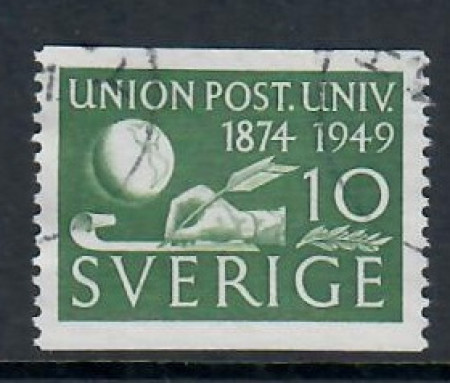 UNION POST. UNIV.
1874 1949
10
SVERIGE